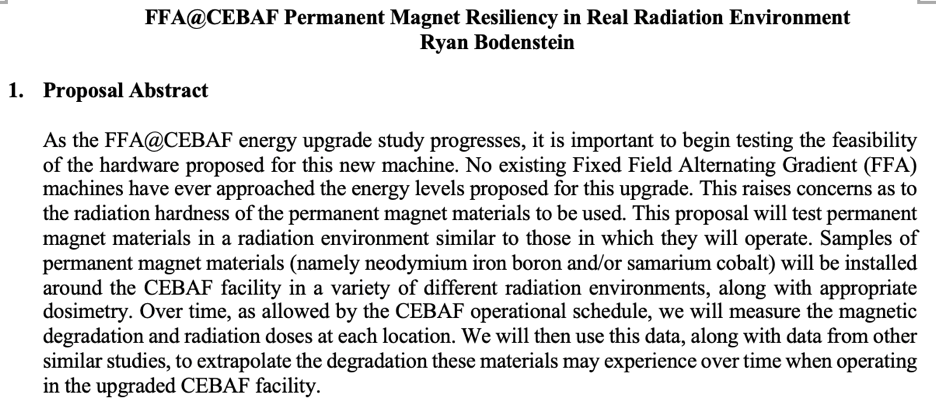 FFA@CEBAF Permanent Magnet Resiliency in Real Radiation Environment
Ryan Bodenstein
1. Proposal Abstract
As the FFA@CEBAF energy upgrade study progresses, it is important to begin testing the feasibility
of the hardware proposed for this new machine. No existing Fixed Field Alternating Gradient (FFA)
machines have ever approached the energy levels proposed for this upgrade. This raises concerns as to
the radiation hardness of the permanent magnet materials to be used. This proposal will test permanent
magnet materials in a radiation environment similar to those in which they will operate. Samples of
permanent magnet materials (namely neodymium iron boron and/or samarium cobalt) will be installed
around the CEBAF facility in a variety of different radiation environments, along with appropriate
dosimetry. Over time, as allowed by the CEBAF operational schedule, we will measure the magnetic
degradation and radiation doses at each location. We will then use this data, along with data from other
similar studies, to extrapolate the degradation these materials may experience over time when operating
in the upgraded CEBAF facility.